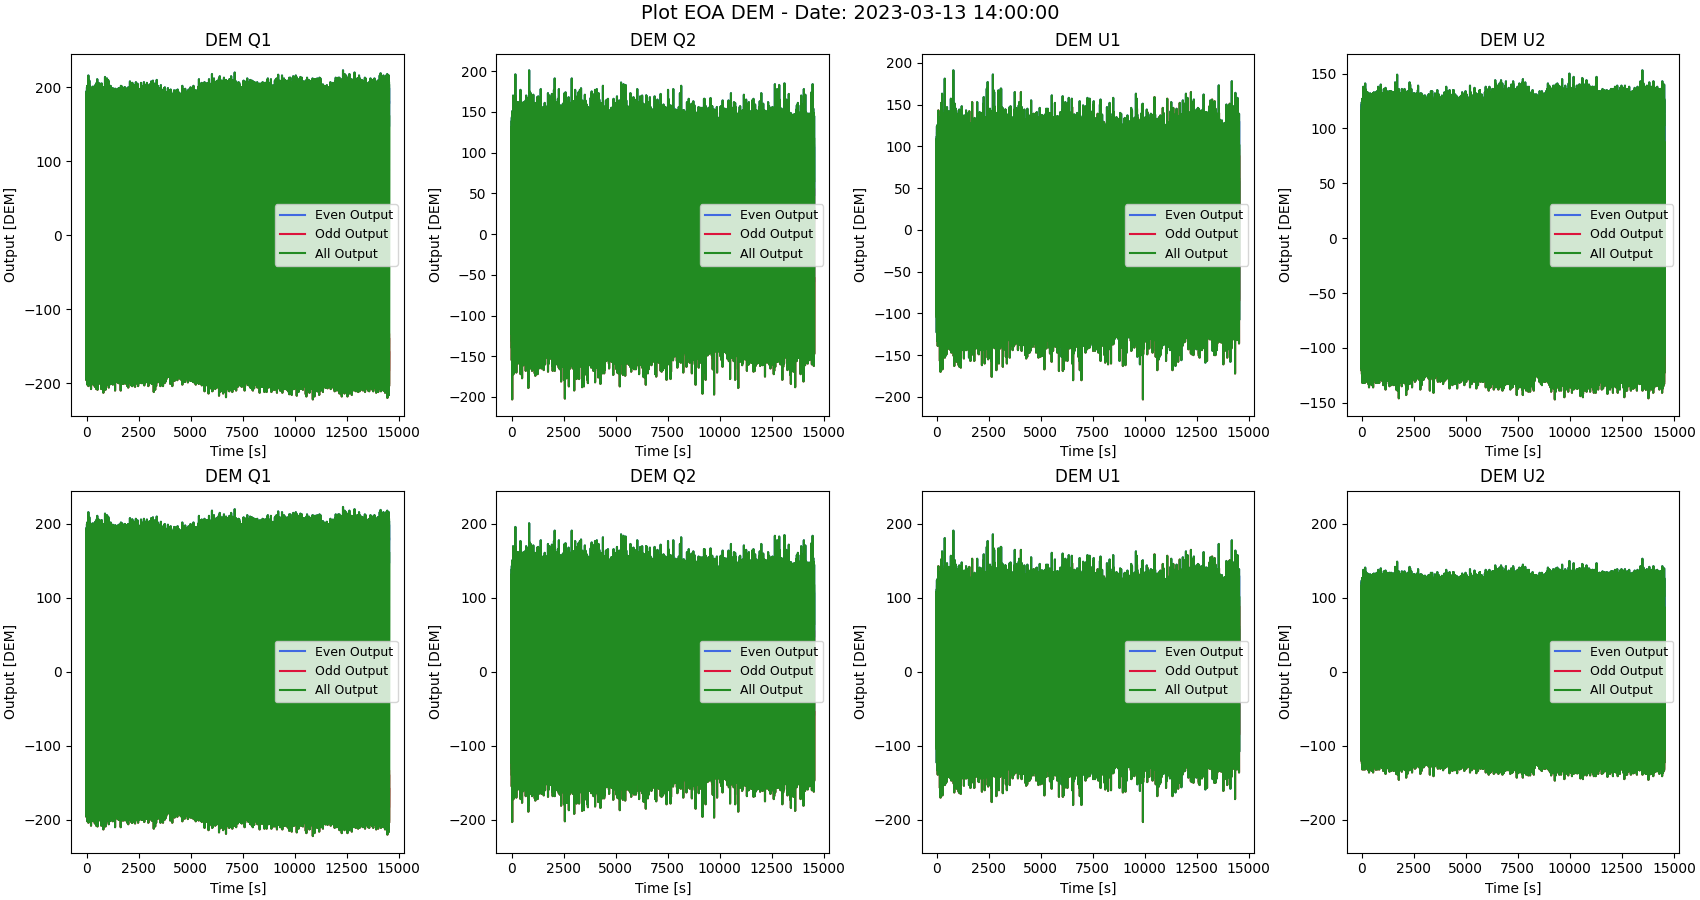 Plot EOA DEM - Date: 2023-03-13 14:00:00
DEM Q1
Output [DEM]
200
100
0
−100
−200
Even Output
Odd Output
All Output
0 2500 5000 7500 10000 12500 15000
Time [s]
DEM Q2
Output [DEM]
200
150
100
50
0
−50
−100
−150
−200
Even Output
Odd Output
All Output
0 2500 5000 7500 10000 12500 15000
Time [s]
DEM U1
Output [DEM]
200
150
100
50
0
−50
−100
−150
−200
Even Output
Odd Output
All Output
0 2500 5000 7500 10000 12500 15000
Time [s]
DEM U2
Output [DEM]
150
100
50
0
−50
−100
−150
Even Output
Odd Output
All Output
0 2500 5000 7500 10000 12500 15000
Time [s]
DEM Q1
Output [DEM]
200
100
0
−100
−200
Even Output
Odd Output
All Output
0 2500 5000 7500 10000 12500 15000
Time [s]
DEM Q2
Output [DEM]
200
100
0
−100
−200
Even Output
Odd Output
All Output
0 2500 5000 7500 10000 12500 15000
Time [s]
DEM U1
Output [DEM]
200
100
0
−100
−200
Even Output
Odd Output
All Output
0 2500 5000 7500 10000 12500 15000
Time [s]
DEM U2
Output [DEM]
200
100
0
−100
−200
Even Output
Odd Output
All Output
0 2500 5000 7500 10000 12500 15000
Time [s]